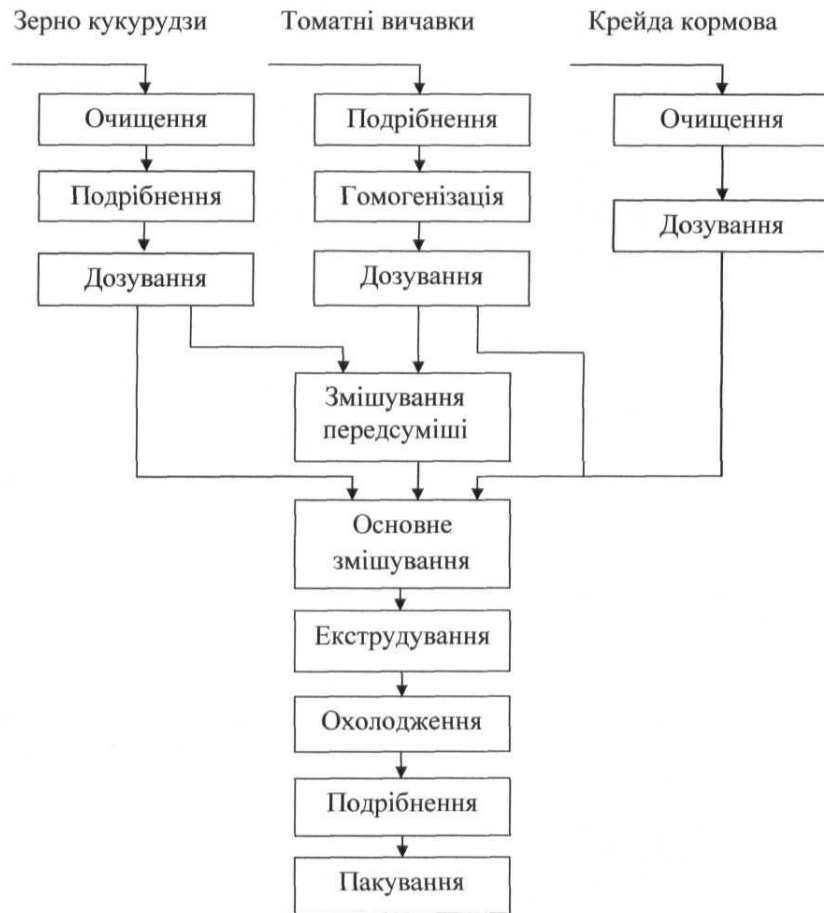 Зерно кукурудзи
Томатні вичавки
Крейда кормова
Очищення
Подрібнення
Очищення
Подрібнення
Гомогенізація
Дозування
Дозування
Дозування
Змішування
передсуміші
Основне
змішування
Екструдування
Охолодження
Подрібнення
Пакування